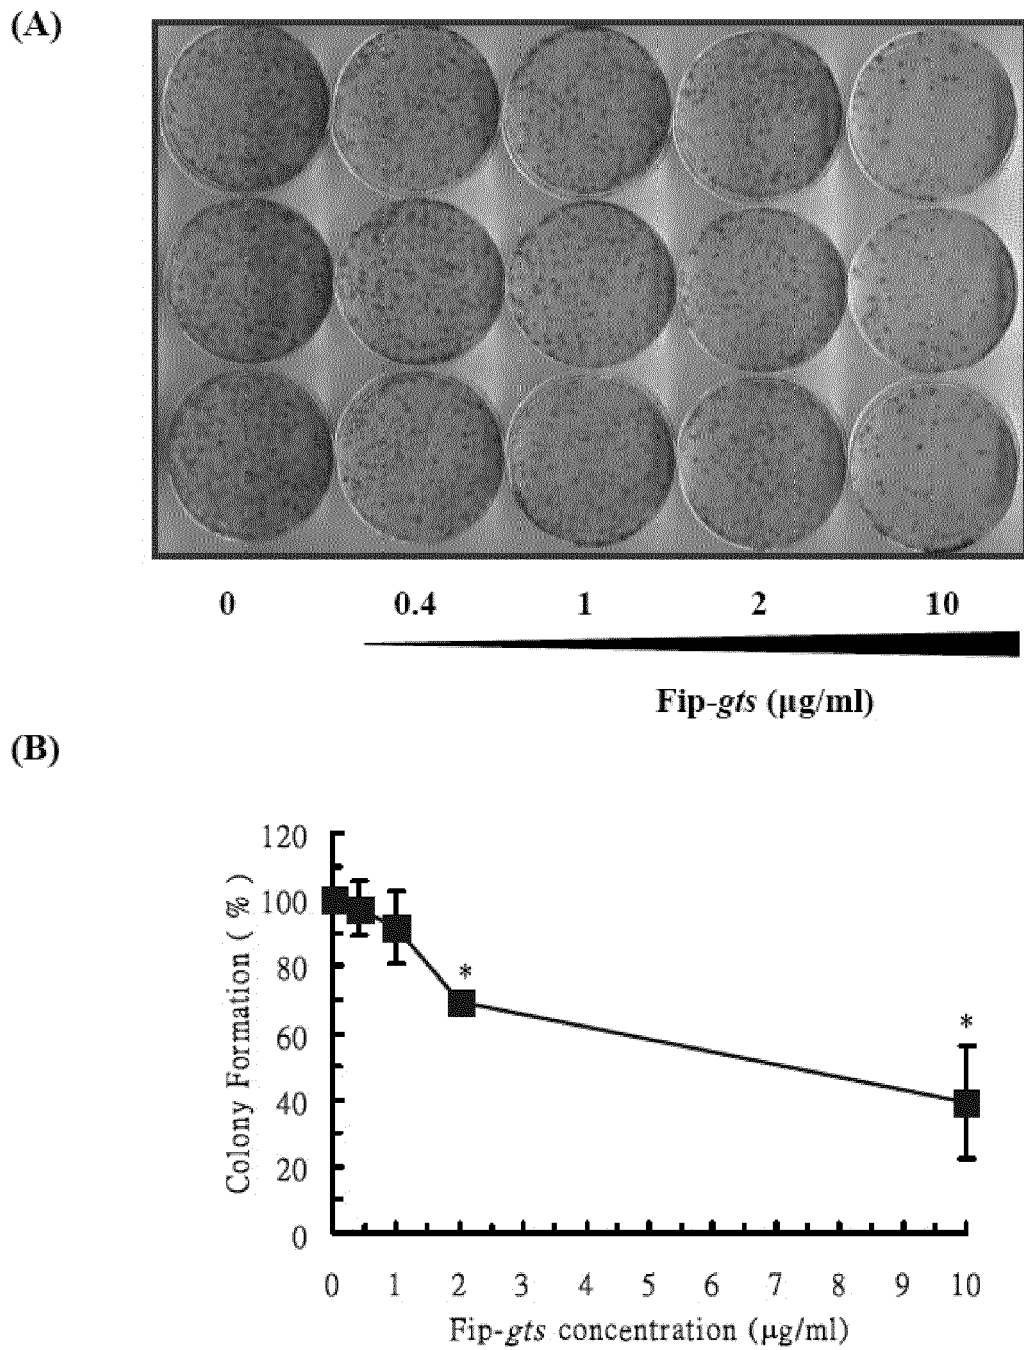 (A)
0 0.4 1 2 10
Fip-gts (μg/ml)
(B)
120
100
80
60
40
20
0
Colony Formation ( % )
*
*
0 1 2 3 4 5 6 7 8 9 10
Fip-gts concentration (μg/ml)